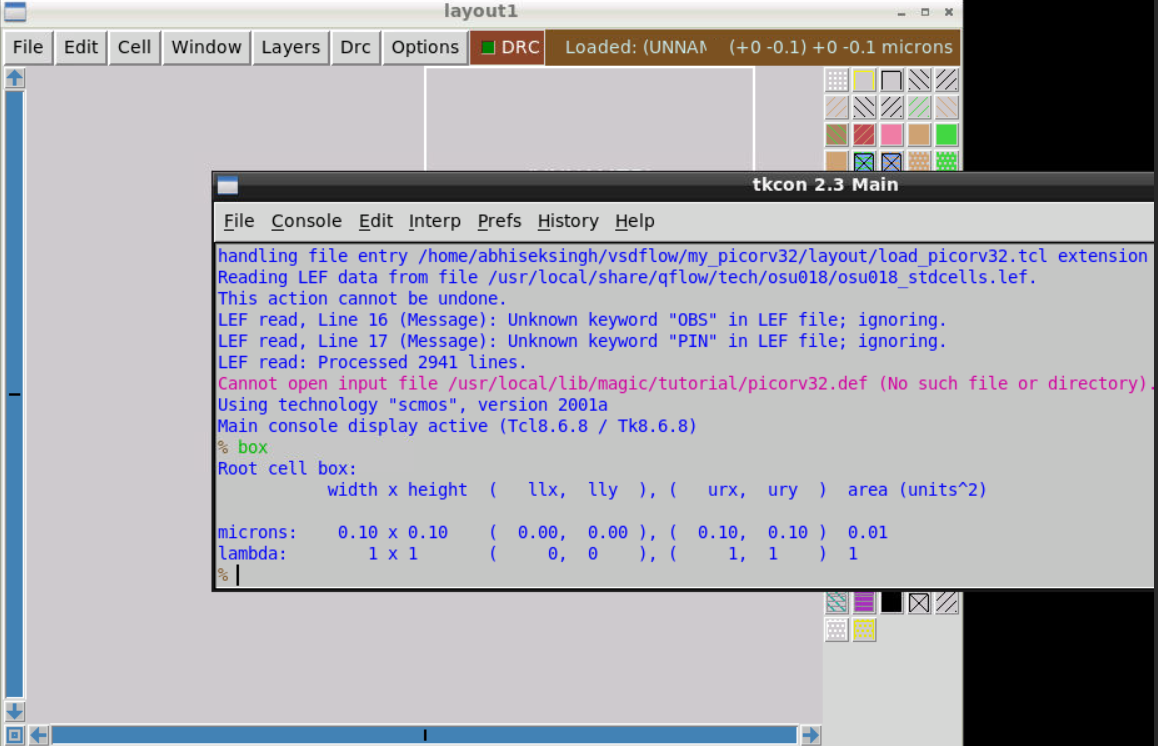 layout1
File Edit Cell Window Layers Drc Options DRC Loaded: (UNNAM (+0 -0.1) +0 -0.1 microns
tkcon 2.3 Main
File Console Edit Interp Prefs History Help
handling file entry /home/abhiseksingh/vsdflow/my_picorv32/layout/load_picorv32.tcl extension
Reading LEF data from file /usr/local/share/qflow/tech/osu018/osu018_stdcells.lef.
This action cannot be undone.
LEF read, Line 16 (Message): Unknown keyword "OBS" in LEF file; ignoring.
LEF read, Line 17 (Message): Unknown keyword "PIN" in LEF file; ignoring.
LEF read: Processed 2941 lines.
Cannot open input file /usr/local/lib/magic/tutorial/picorv32.def (No such file or directory).
Using technology "scmos", version 2001a
Main console display active (Tcl8.6.8 / Tk8.6.8)
% box
Root cell box:
width x height ( llx, lly ), ( urx, ury ) area (units^2)
microns: 0.10 x 0.10 ( 0.00, 0.00 ), ( 0.10, 0.10 ) 0.01
lambda: 1 x 1 ( 0, 0 ), ( 1, 1 ) 1
%